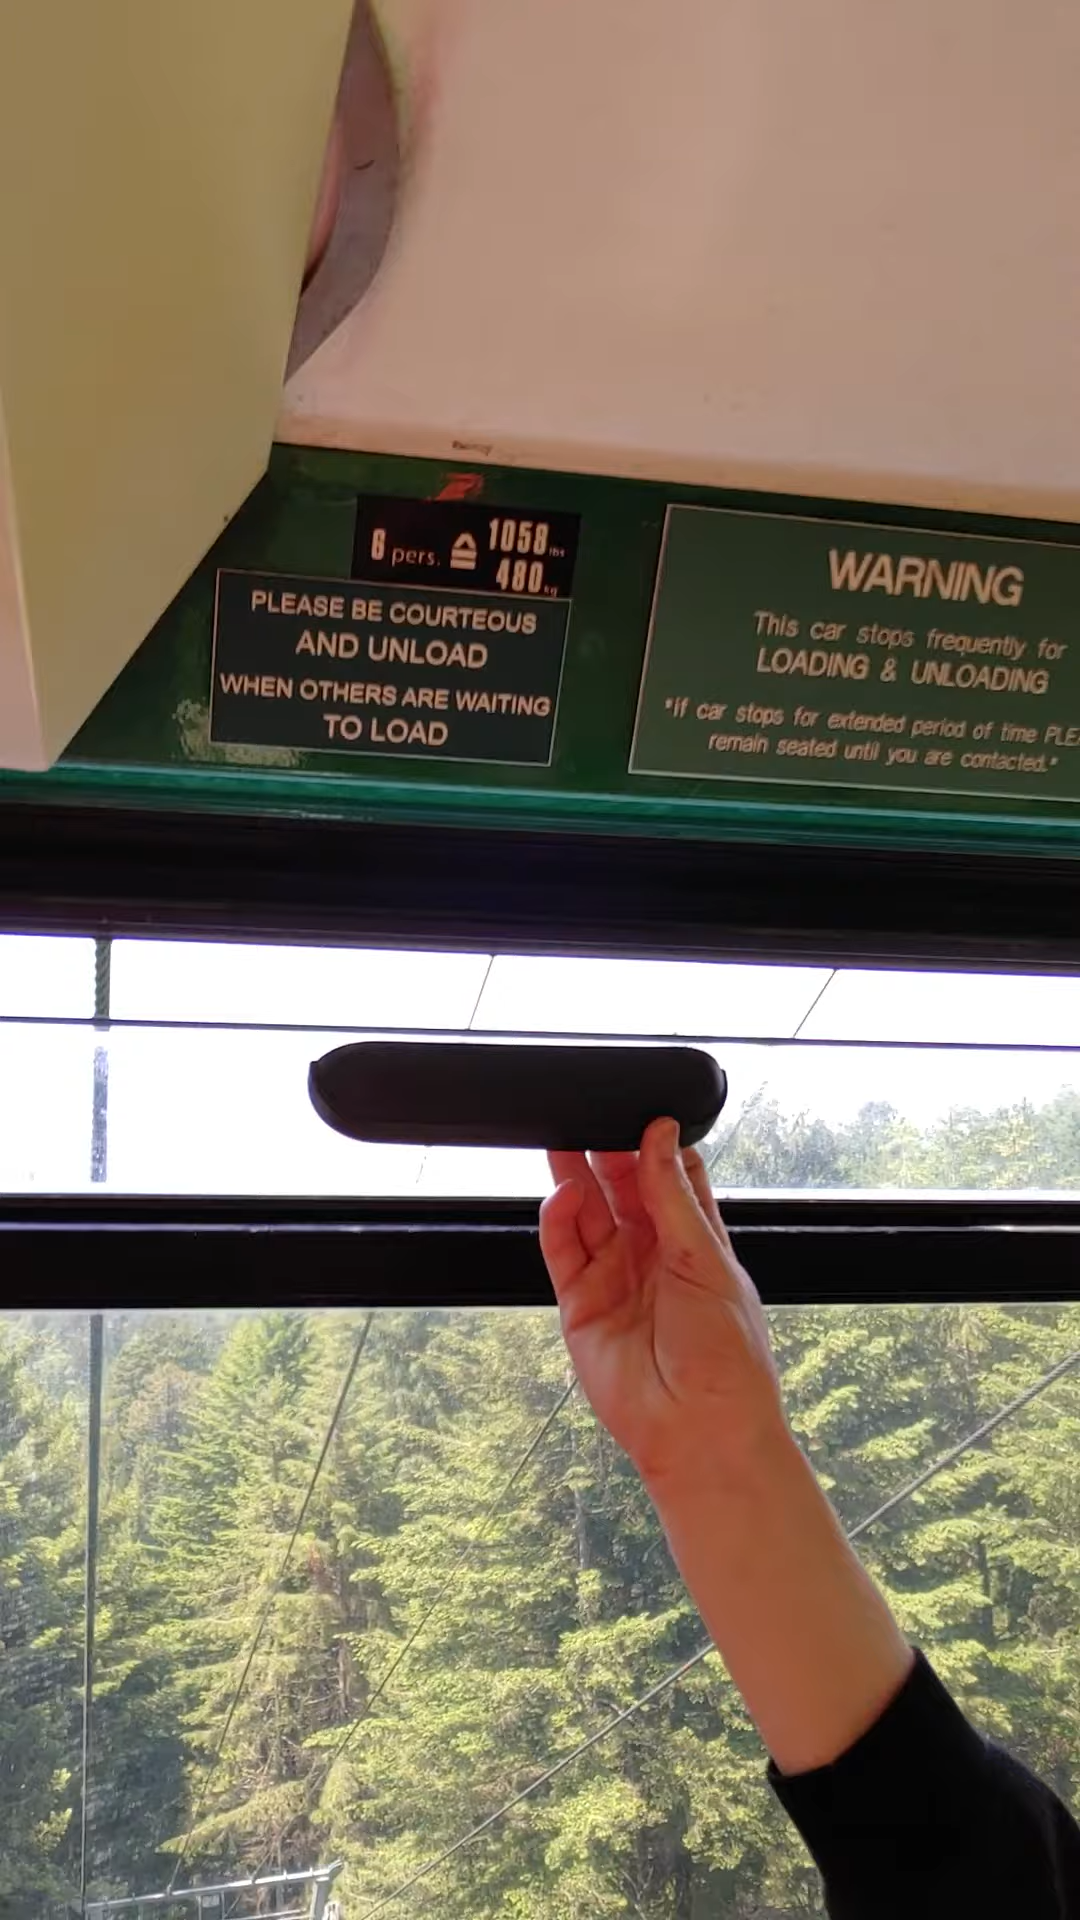 6 pers. ≙ 1058 lbs
480 kg
PLEASE BE COURTEOUS
AND UNLOAD
WHEN OTHERS ARE WAITING
TO LOAD
WARNING
This car stops frequently for
LOADING & UNLOADING
*If car stops for extended period of time PLEA
remain seated until you are contacted.*